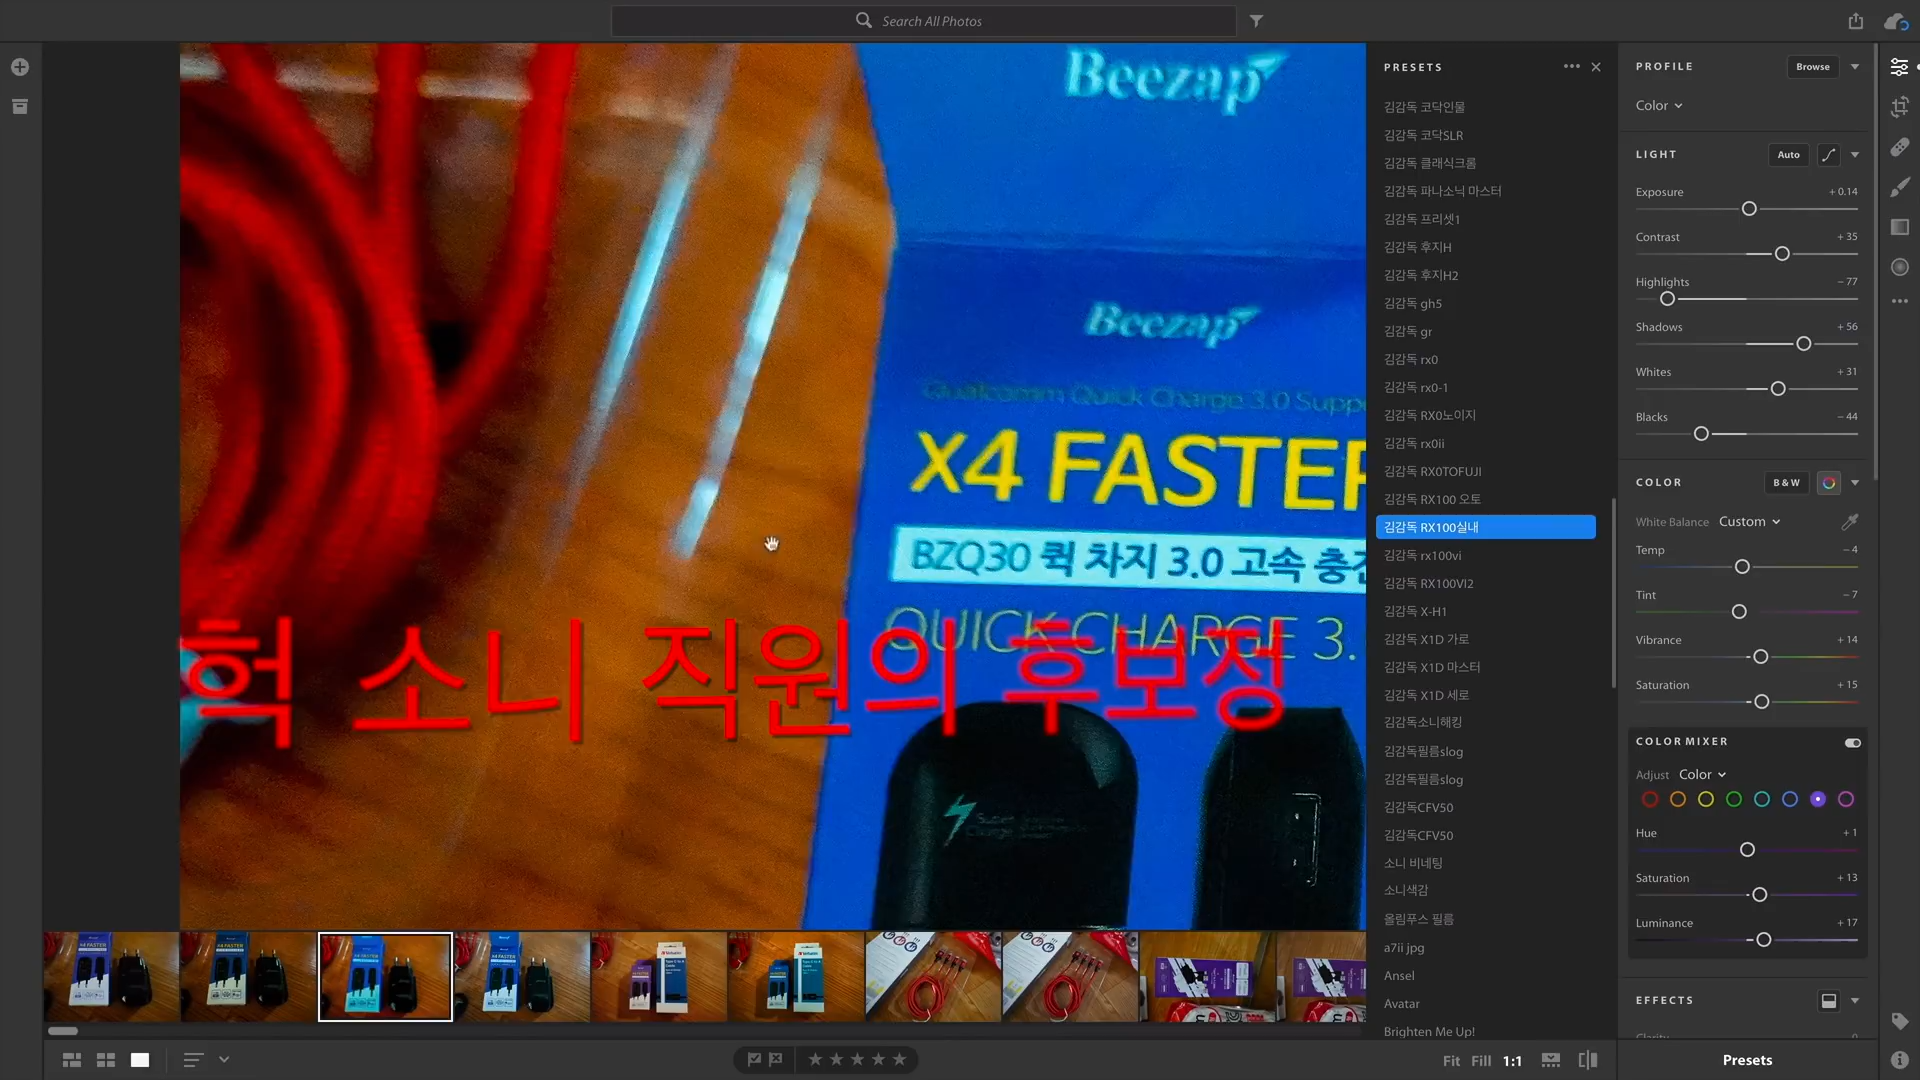 Search All Photos
Beezap
Beezap
Qualcomm Quick Charge 3.0 Suppo
X4 FASTER
BZQ30 퀵 차지 3.0 고속 충전
QUICK CHARGE 3.
헉 소니 직원의 후보정
PRESETS
김감독 코닥인물
김감독 코닥SLR
김감독 클래식크롬
김감독 파나소닉 마스터
김감독 프리셋1
김감독 후지H
김감독 후지H2
김감독 gh5
김감독 gr
김감독 rx0
김감독 rx0-1
김감독 RX0노이지
김감독 rx0ii
김감독 RX0TOFUJI
김감독 RX100 오토
김감독 RX100실내
김감독 rx100vi
김감독 RX100VI2
김감독 X-H1
김감독 X1D 가로
김감독 X1D 마스터
김감독 X1D 세로
김감독소니해킹
김감독필름slog
김감독필름slog
김감독CFV50
김감독CFV50
소니 비네팅
소니색감
올림푸스 필름
a7ii jpg
Ansel
Avatar
Brighten Me Up!
PROFILE
Browse
Color
LIGHT
Auto
Exposure + 0.14
Contrast + 35
Highlights − 77
Shadows + 56
Whites + 31
Blacks − 44
COLOR
B & W
White Balance Custom
Temp − 4
Tint − 7
Vibrance + 14
Saturation + 15
COLOR MIXER
Adjust Color
Hue + 1
Saturation + 13
Luminance + 17
EFFECTS
Clarity 0
Fit Fill 1:1
Presets